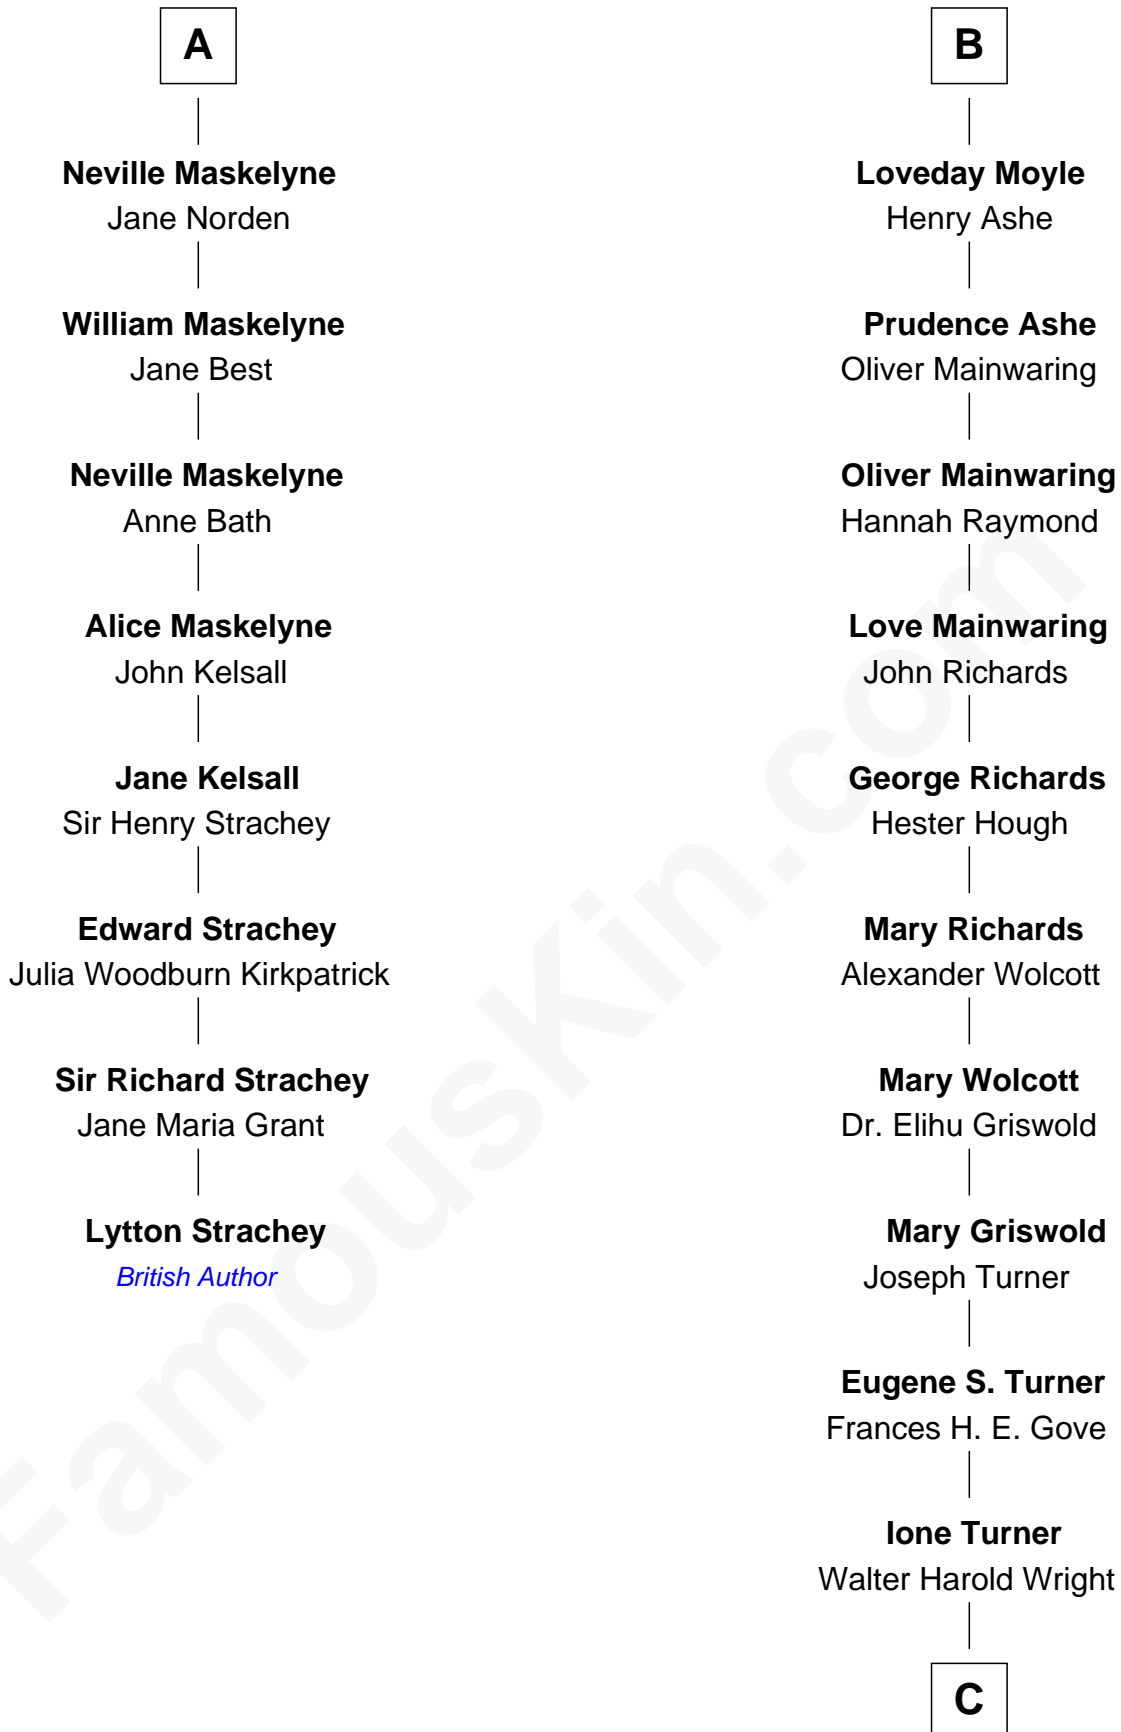 A
Neville Maskelyne
Jane Norden
William Maskelyne
Jane Best
Neville Maskelyne
Anne Bath
Alice Maskelyne
John Kelsall
Jane Kelsall
Sir Henry Strachey
Edward Strachey
Julia Woodburn Kirkpatrick
Sir Richard Strachey
Jane Maria Grant
Lytton Strachey
British Author
B
Loveday Moyle
Henry Ashe
Prudence Ashe
Oliver Mainwaring
Oliver Mainwaring
Hannah Raymond
Love Mainwaring
John Richards
George Richards
Hester Hough
Mary Richards
Alexander Wolcott
Mary Wolcott
Dr. Elihu Griswold
Mary Griswold
Joseph Turner
Eugene S. Turner
Frances H. E. Gove
Ione Turner
Walter Harold Wright
C
FamousKin.com